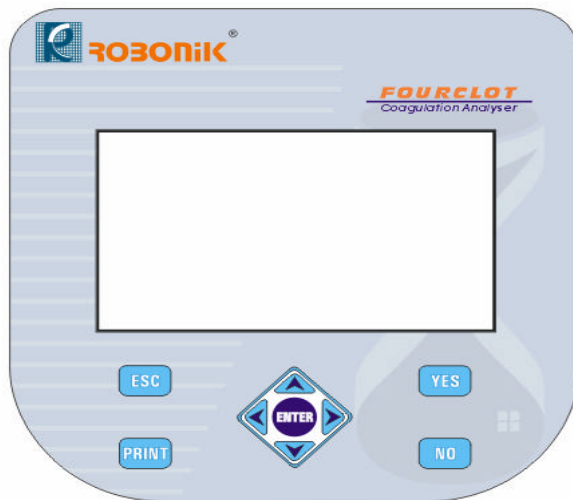 ROBONiK®
FOURCLOT
Coagulation Analyser
ESC
YES
ENTER
PRINT
NO